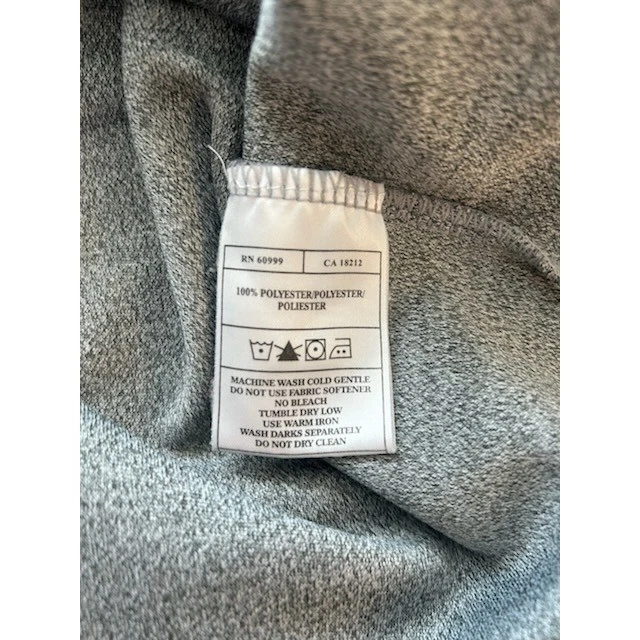 RN 60999 CA 18212
100% POLYESTER/POLYESTER/
POLIESTER
MACHINE WASH COLD GENTLE
DO NOT USE FABRIC SOFTENER
NO BLEACH
TUMBLE DRY LOW
USE WARM IRON
WASH DARKS SEPARATELY
DO NOT DRY CLEAN